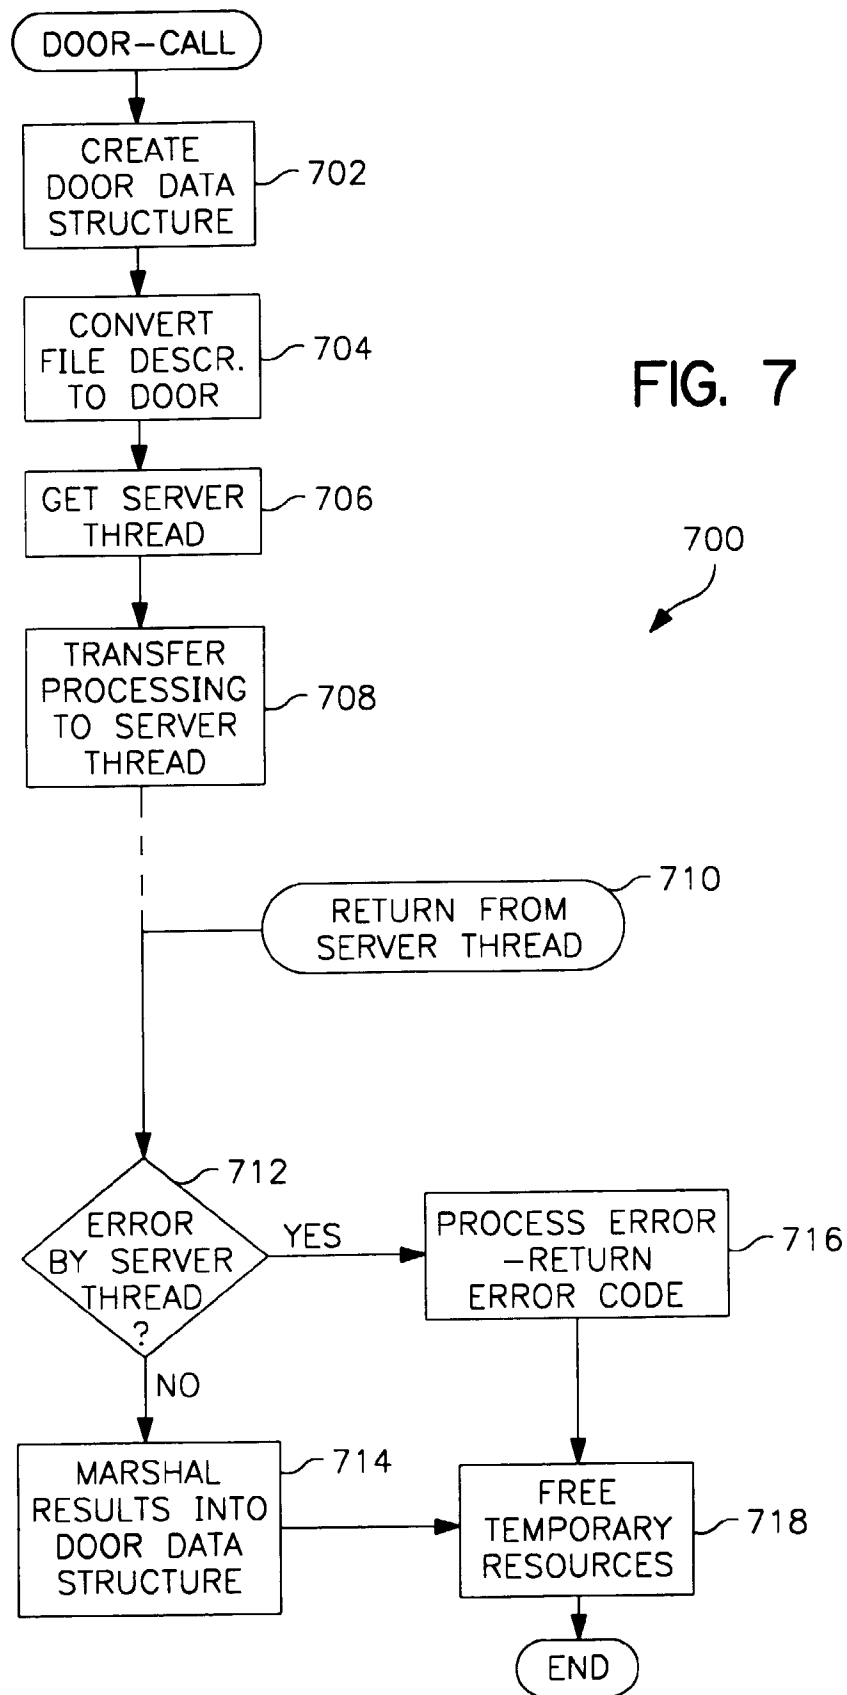 DOOR-CALL
CREATE
DOOR DATA
STRUCTURE
702
CONVERT
FILE DESCR.
TO DOOR
704
FIG. 7
GET SERVER
THREAD
706
700
TRANSFER
PROCESSING
TO SERVER
THREAD
708
RETURN FROM
SERVER THREAD
710
ERROR
BY SERVER
THREAD
?
712
YES
PROCESS ERROR
-RETURN
ERROR CODE
716
NO
MARSHAL
RESULTS INTO
DOOR DATA
STRUCTURE
714
FREE
TEMPORARY
RESOURCES
718
END